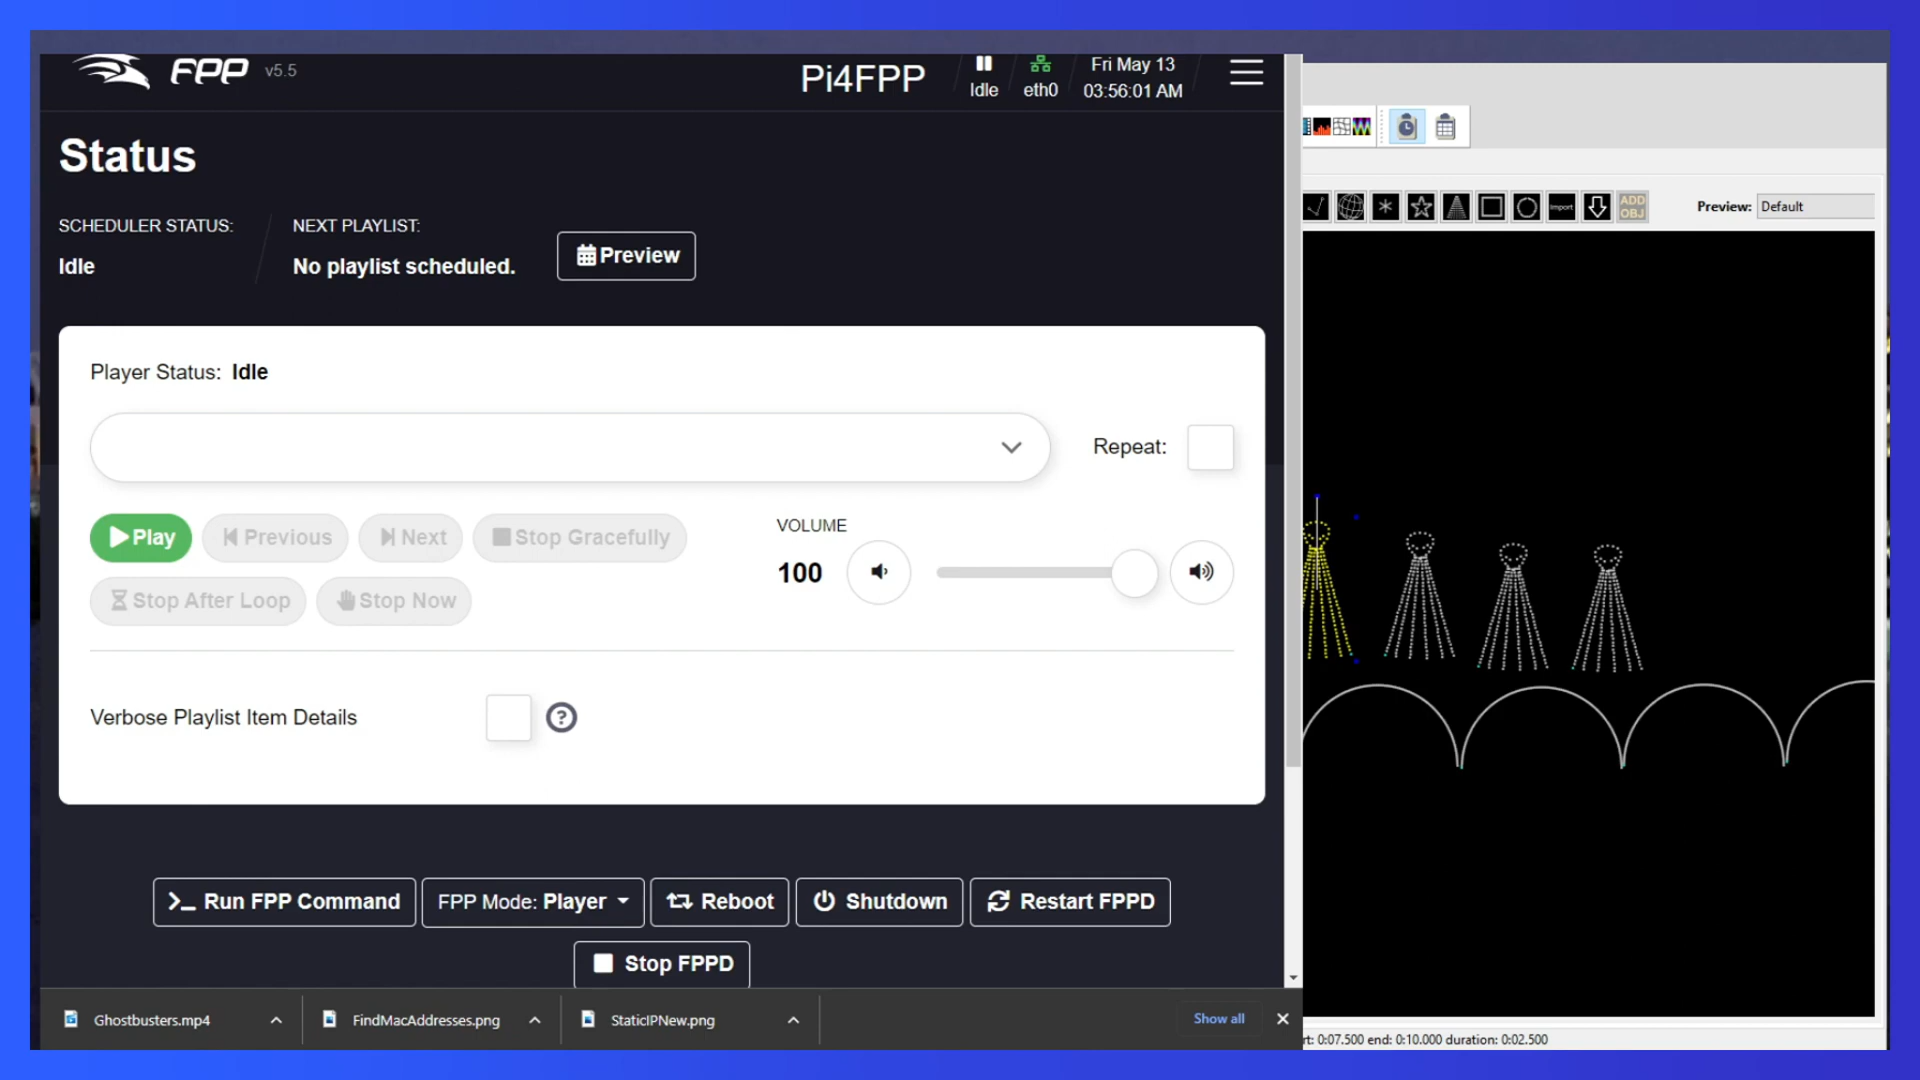 FPP v5.5
Pi4FPP
Idle
eth0
Fri May 13
03:56:01 AM
Status
SCHEDULER STATUS:
Idle
NEXT PLAYLIST:
No playlist scheduled.
Preview
Player Status: Idle
Repeat:
Play
Previous
Next
Stop Gracefully
Stop After Loop
Stop Now
VOLUME
100
Verbose Playlist Item Details
Run FPP Command
FPP Mode: Player
Reboot
Shutdown
Restart FPPD
Stop FPPD
Ghostbusters.mp4
FindMacAddresses.png
StaticIPNew.png
Show all
Import
ADD
OBJ
Preview: Default
rt: 0:07.500 end: 0:10.000 duration: 0:02.500